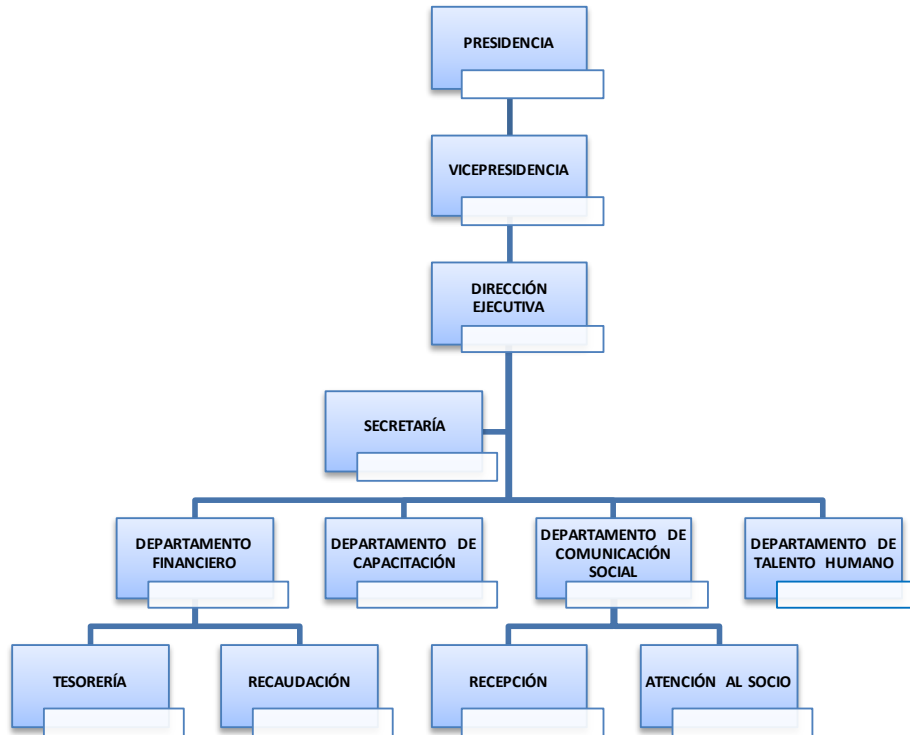 PRESIDENCIA
VICEPRESIDENCIA
DIRECCIÓN
EJECUTIVA
SECRETARÍA
DEPARTAMENTO
FINANCIERO
DEPARTAMENTO DE
CAPACITACIÓN
DEPARTAMENTO DE
COMUNICACIÓN
SOCIAL
DEPARTAMENTO DE
TALENTO HUMANO
TESORERÍA
RECAUDACIÓN
RECEPCIÓN
ATENCIÓN AL SOCIO